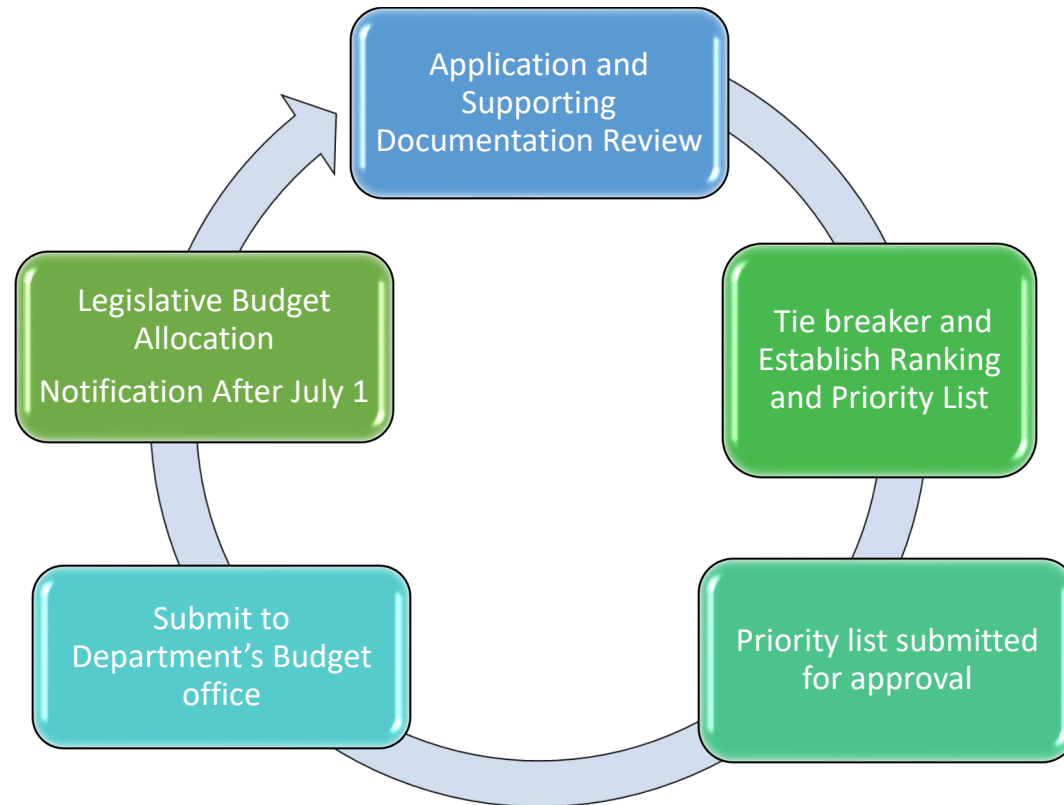 Application and
Supporting
Documentation Review
Tie breaker and
Establish Ranking
and Priority List
Priority list submitted
for approval
Submit to
Department’s Budget
office
Legislative Budget
Allocation
Notification After July 1